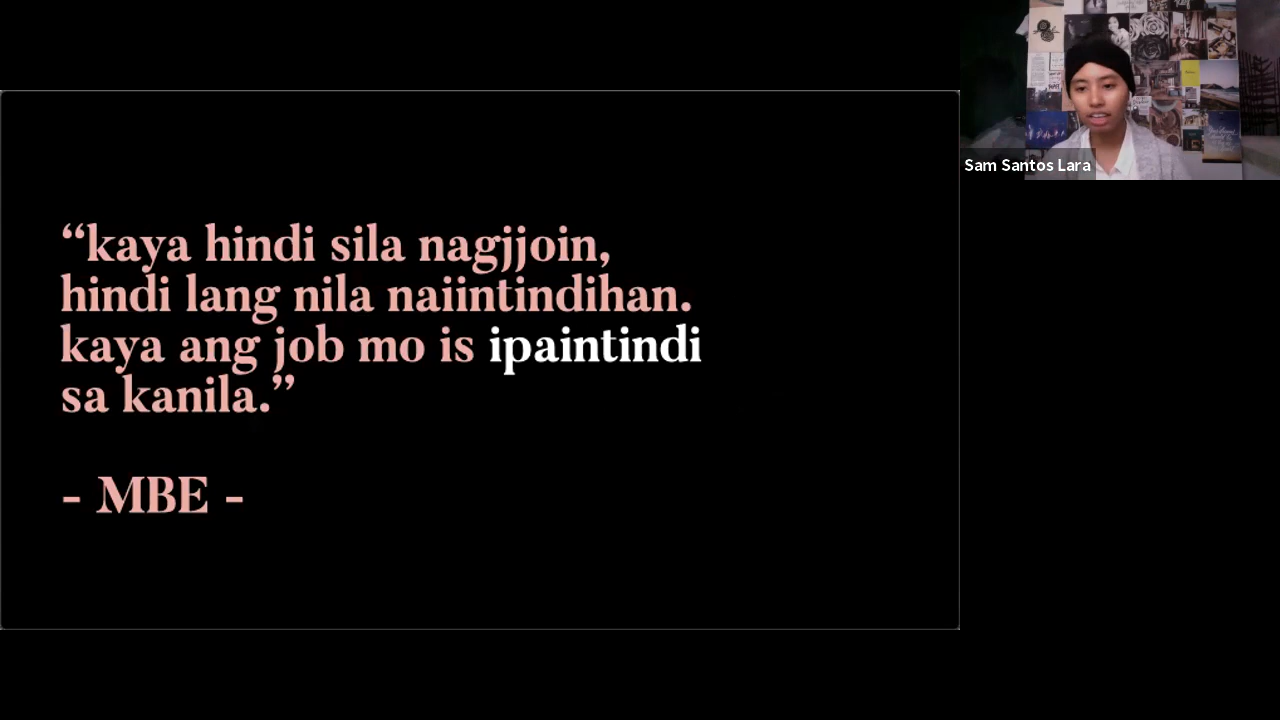 “kaya hindi sila nagjjoin,
hindi lang nila naiintindihan.
kaya ang job mo is ipaintindi
sa kanila.”
- MBE -
Sam Santos Lara